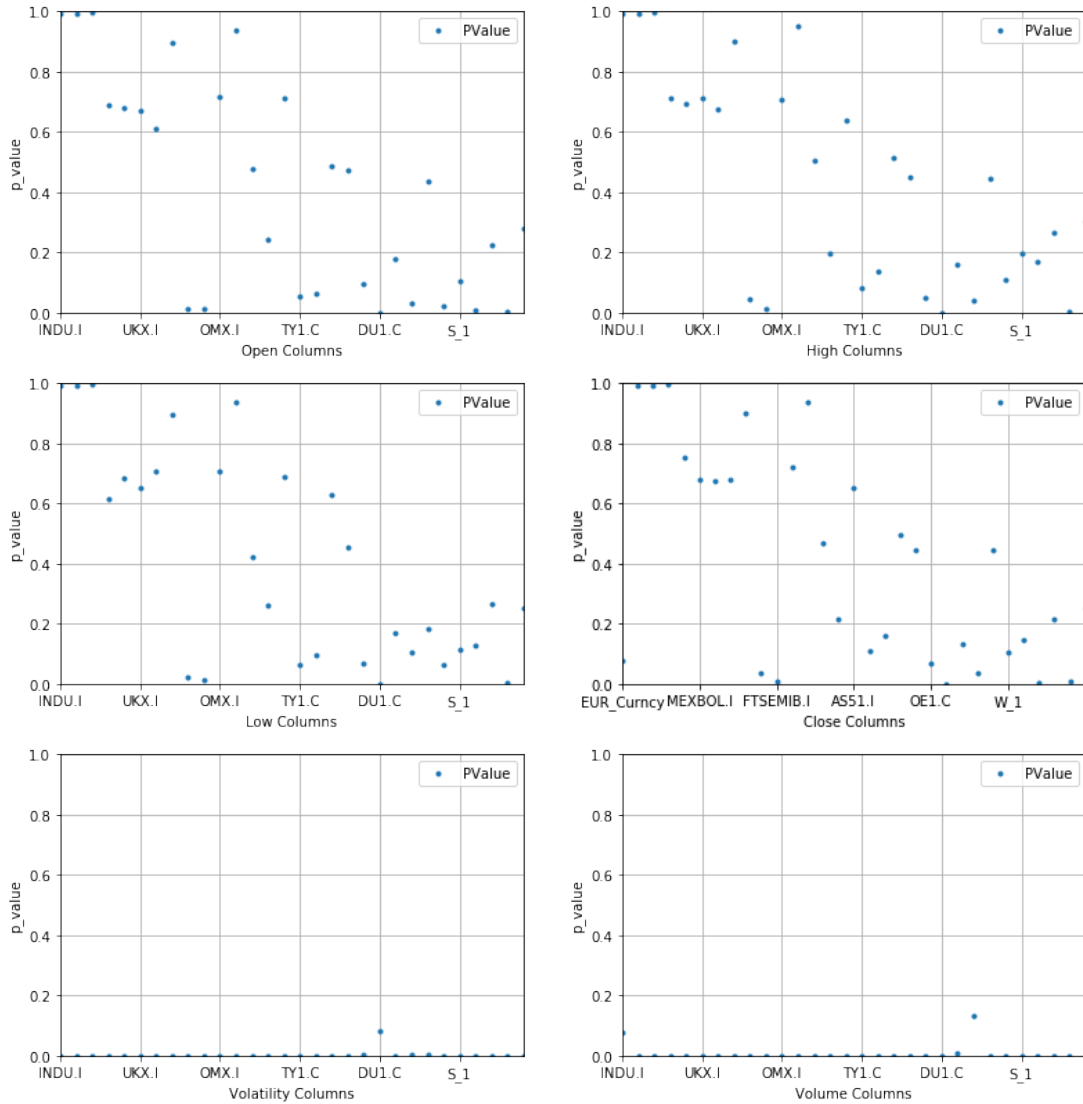 1.0
0.8
0.6
0.4
0.2
0.0
p_value
PValue
INDU.I UKX.I OMX.I TY1.C DU1.C S_1
Open Columns
1.0
0.8
0.6
0.4
0.2
0.0
p_value
PValue
INDU.I UKX.I OMX.I TY1.C DU1.C S_1
High Columns
1.0
0.8
0.6
0.4
0.2
0.0
p_value
PValue
INDU.I UKX.I OMX.I TY1.C DU1.C S_1
Low Columns
1.0
0.8
0.6
0.4
0.2
0.0
p_value
PValue
EUR_Curncy MEXBOL.I FTSEMIB.I AS51.I OE1.C W_1
Close Columns
1.0
0.8
0.6
0.4
0.2
0.0
p_value
PValue
INDU.I UKX.I OMX.I TY1.C DU1.C S_1
Volatility Columns
1.0
0.8
0.6
0.4
0.2
0.0
p_value
PValue
INDU.I UKX.I OMX.I TY1.C DU1.C S_1
Volume Columns